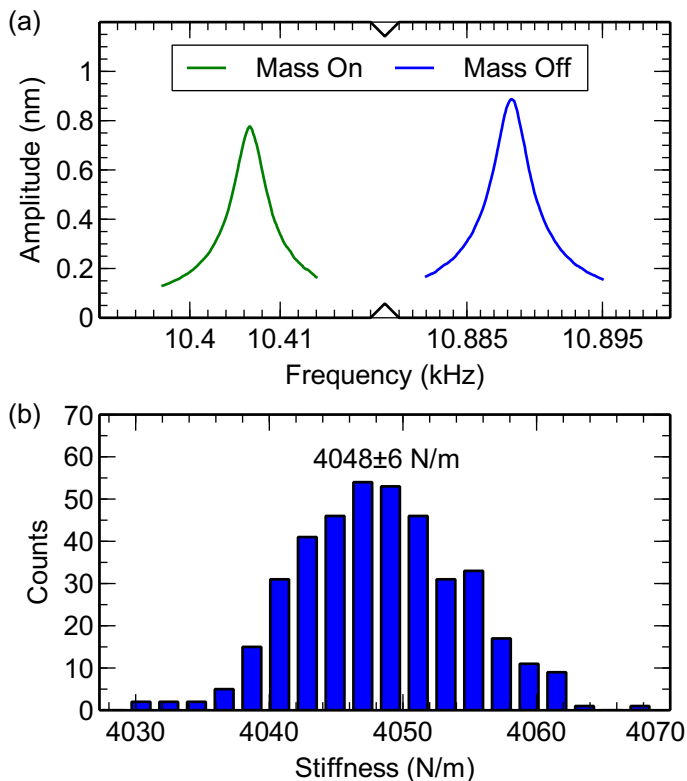 (a)
Mass On Mass Off
1
0.8
0.6
0.4
0.2
0
Amplitude (nm)
10.4 10.41 10.885 10.895
Frequency (kHz)
(b)
70
60
50
40
30
20
10
0
Counts
4048±6 N/m
4030 4040 4050 4060 4070
Stiffness (N/m)